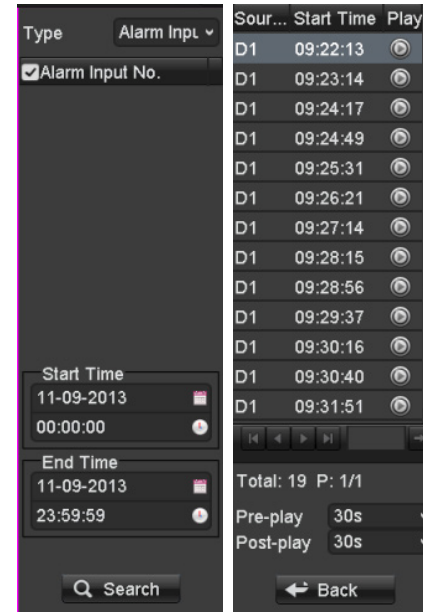 Type Alarm Inpu
Alarm Input No.
Start Time
11-09-2013
00:00:00
End Time
11-09-2013
23:59:59
Search
Sour... Start Time Play
D1 09:22:13
D1 09:23:14
D1 09:24:17
D1 09:24:49
D1 09:25:31
D1 09:26:21
D1 09:27:14
D1 09:28:15
D1 09:28:56
D1 09:29:37
D1 09:30:16
D1 09:30:40
D1 09:31:51
Total: 19 P: 1/1
Pre-play 30s
Post-play 30s
Back